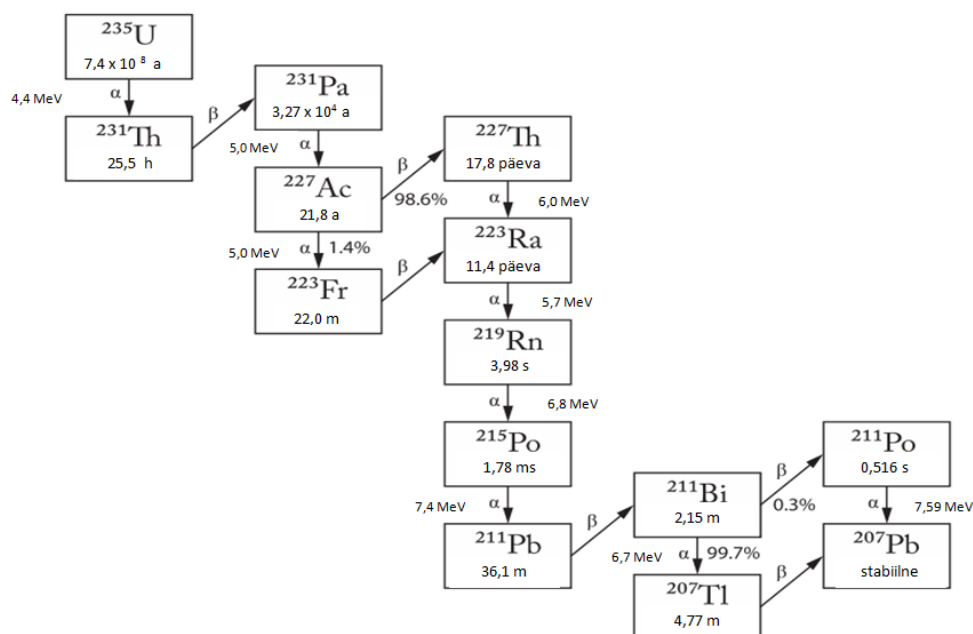 ²³⁵U
7,4 x 10 ⁸ a
4,4 MeV
α
²³¹Th
25,5 h
β
²³¹Pa
3,27 x 10⁴ a
5,0 MeV
α
²²⁷Ac
21,8 a
β
98.6%
²²⁷Th
17,8 päeva
α
6,0 MeV
5,0 MeV
α
1.4%
²²³Fr
22,0 m
β
²²³Ra
11,4 päeva
α
5,7 MeV
²¹⁹Rn
3,98 s
α
6,8 MeV
²¹⁵Po
1,78 ms
7,4 MeV
α
²¹¹Pb
36,1 m
β
²¹¹Bi
2,15 m
β
0.3%
²¹¹Po
0,516 s
α
7,59 MeV
6,7 MeV
α
99.7%
²⁰⁷Tl
4,77 m
β
²⁰⁷Pb
stabiilne